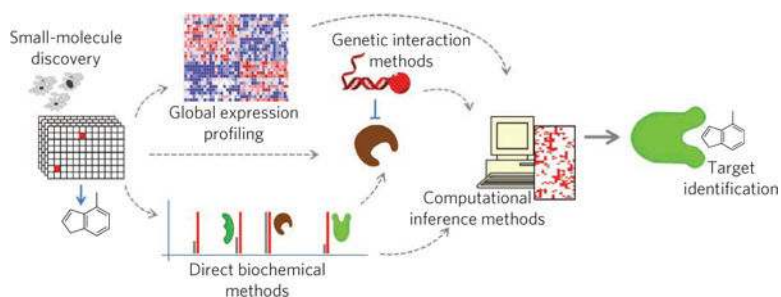 Small-molecule
discovery
Global expression
profiling
Genetic interaction
methods
Direct biochemical
methods
Computational
inference methods
Target
identification